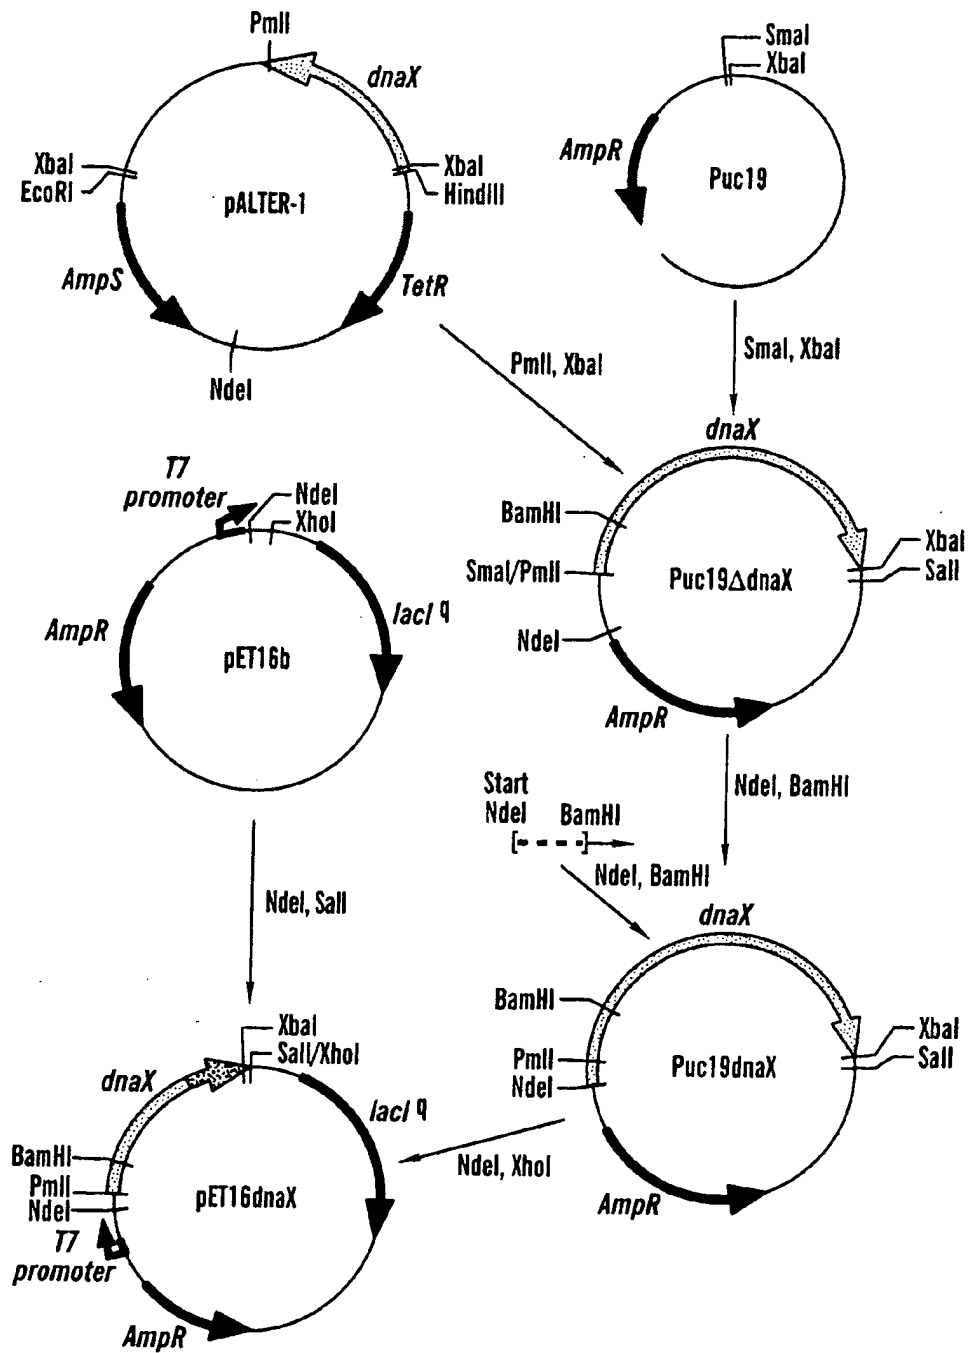 PmlI
dnaX
XbaI
EcoRI
XbaI
HindIII
pALTER-1
AmpS
TetR
NdeI
SmaI
XbaI
AmpR
Puc19
PmlI, XbaI
SmaI, XbaI
T7
promoter
NdeI
XhoI
AmpR
lacI q
pET16b
dnaX
BamHI
SmaI/PmlI
XbaI
SalI
Puc19ΔdnaX
NdeI
AmpR
NdeI, BamHI
Start
NdeI
BamHI
NdeI, BamHI
NdeI, SalI
dnaX
BamHI
PmlI
NdeI
XbaI
SalI
Puc19dnaX
AmpR
NdeI, XhoI
XbaI
SalI/XhoI
dnaX
lacI q
BamHI
PmlI
NdeI
pET16dnaX
T7
promoter
AmpR